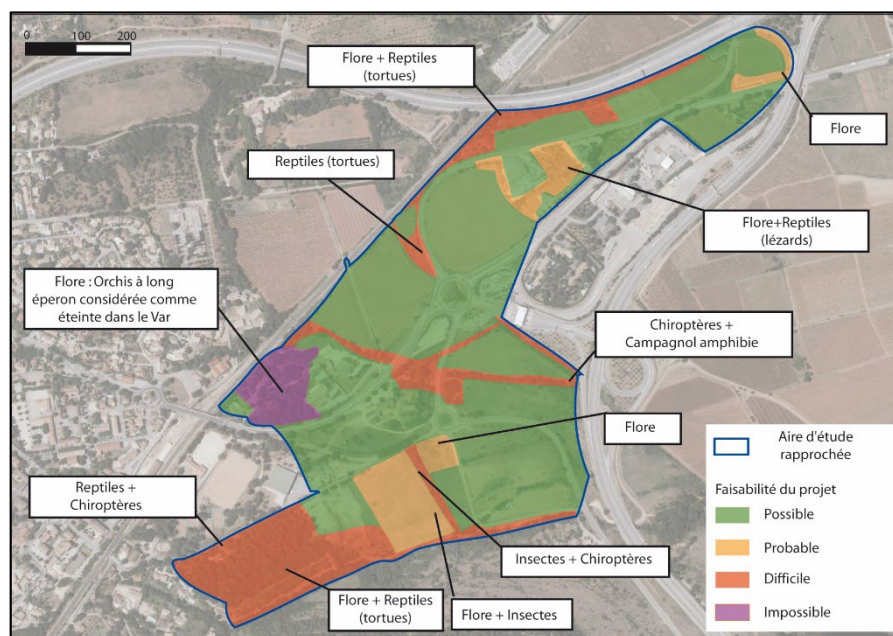 0 100 200
Flore + Reptiles
(tortues)
Flore
Reptiles (tortues)
Flore+Reptiles
(lézards)
Flore : Orchis à long
éperon considérée comme
éteinte dans le Var
Chiroptères +
Campagnol amphibie
Flore
Reptiles +
Chiroptères
Insectes + Chiroptères
Flore + Reptiles
(tortues)
Flore + Insectes
Aire d'étude
rapprochée
Faisabilité du projet
Possible
Probable
Difficile
Impossible